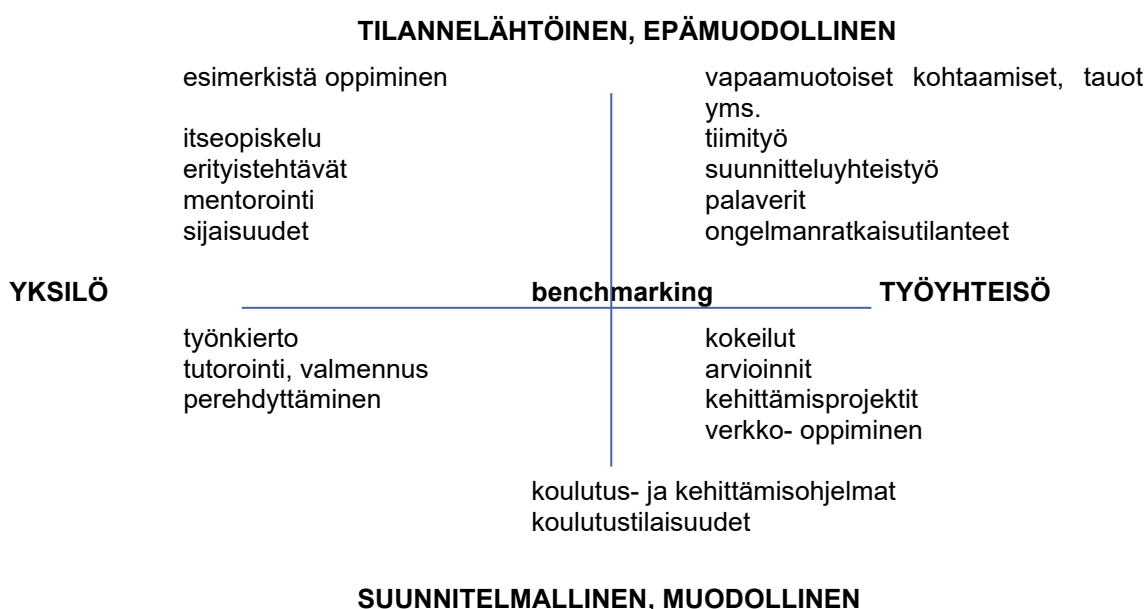 TILANNELÄHTÖINEN, EPÄMUODOLLINEN
esimerkistä oppiminen
vapaamuotoiset kohtaamiset, tauot
yms.
itseopiskelu
tiimityö
erityistehtävät
suunnitteluyhteistyö
mentorointi
palaverit
sijaisuudet
ongelmanratkaisutilanteet
YKSILÖ
benchmarking
TYÖYHTEISÖ
työnkierto
kokeilut
tutorointi, valmennus
arvioinnit
perehdyttäminen
kehittämisprojektit
verkko- oppiminen
koulutus- ja kehittämisohjelmat
koulutustilaisuudet
SUUNNITELMALLINEN, MUODOLLINEN